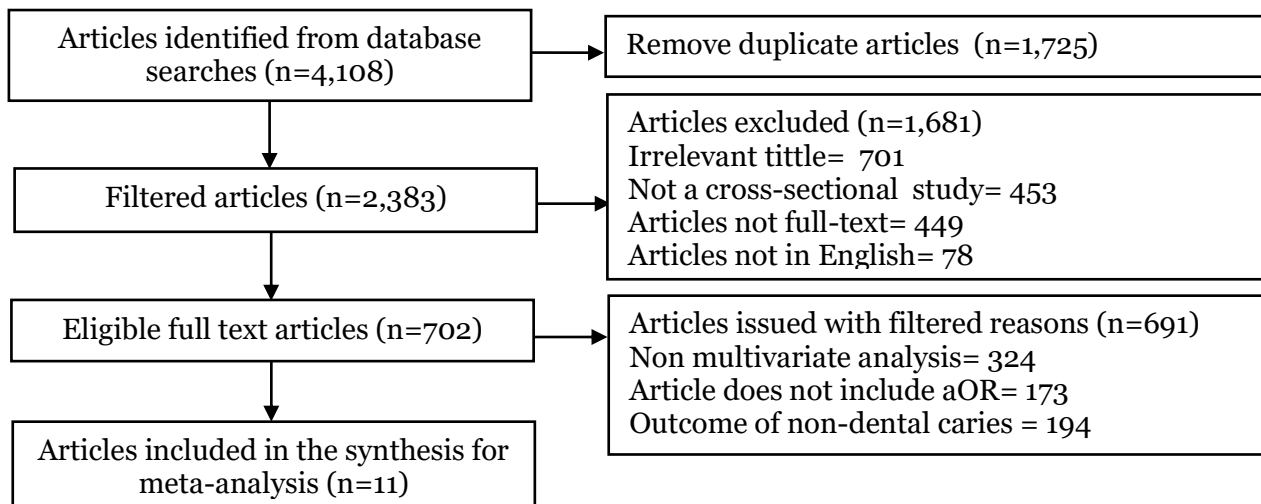 Articles identified from database
searches (n=4,108)
Remove duplicate articles  (n=1,725)
Filtered articles (n=2,383)
Articles excluded (n=1,681)
Irrelevant tittle=  701
Not a cross-sectional  study= 453
Articles not full-text= 449
Articles not in English= 78
Eligible full text articles (n=702)
Articles issued with filtered reasons (n=691)
Non multivariate analysis= 324
Article does not include aOR= 173
Outcome of non-dental caries = 194
Articles included in the synthesis for
meta-analysis (n=11)